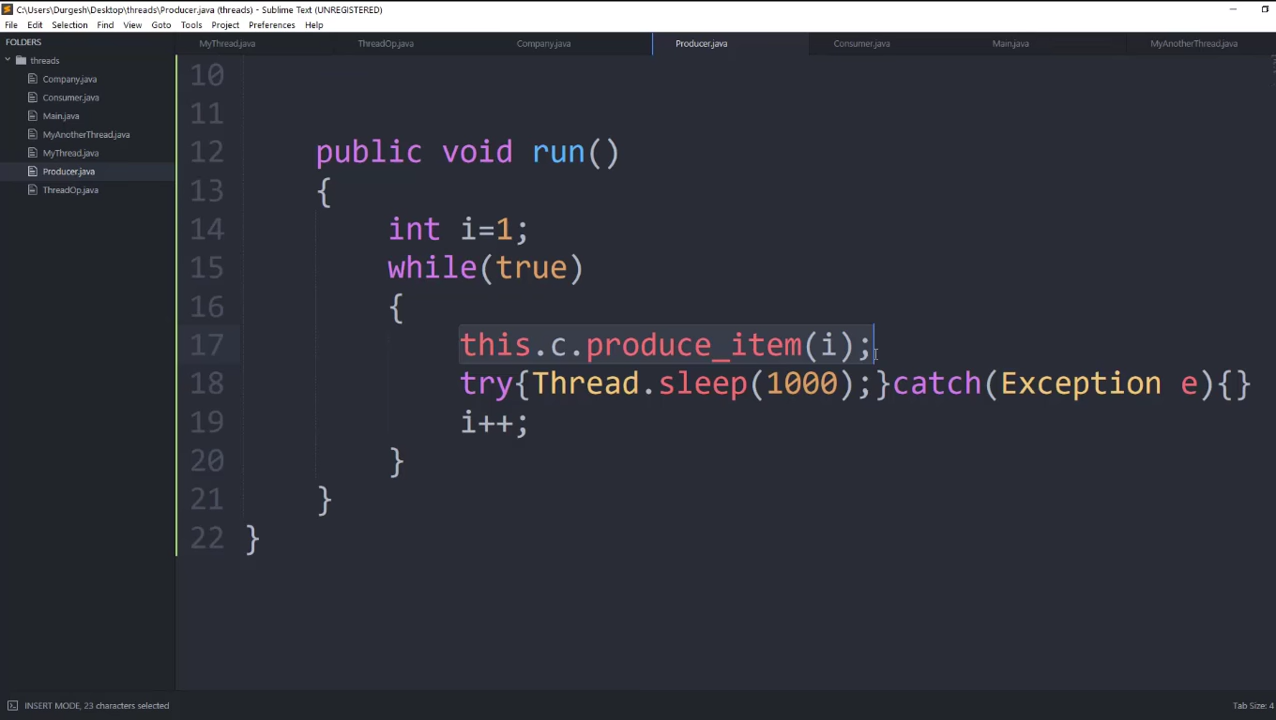 C:\Users\Durgesh\Desktop\threads\Producer.java (threads) - Sublime Text (UNREGISTERED)
File Edit Selection Find View Goto Tools Project Preferences Help
FOLDERS
threads
Company.java
Consumer.java
Main.java
MyAnotherThread.java
MyThread.java
Producer.java
ThreadOp.java
MyThread.java ThreadOp.java Company.java Producer.java Consumer.java Main.java MyAnotherThread.java
10
11
12 public void run()
13 {
14 int i=1;
15 while(true)
16 {
17 this.c.produce_item(i);
18 try{Thread.sleep(1000);}catch(Exception e){}
19 i++;
20 }
21 }
22 }
INSERT MODE, 23 characters selected
Tab Size: 4